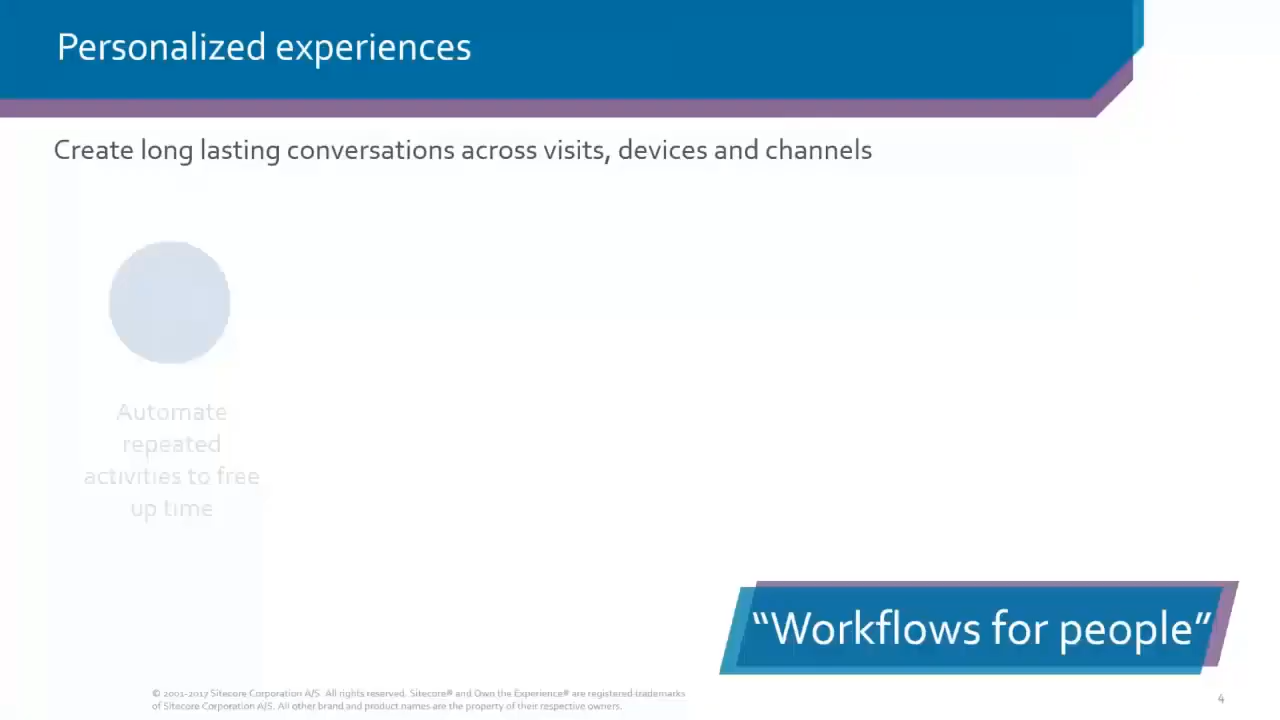 Personalized experiences
Create long lasting conversations across visits, devices and channels
Automate
repeated
activities to free
up time
“Workflows for people”
© 2001-2017 Sitecore Corporation A/S. All rights reserved. Sitecore® and Own the Experience® are registered trademarks
of Sitecore Corporation A/S. All other brand and product names are the property of their respective owners.
4